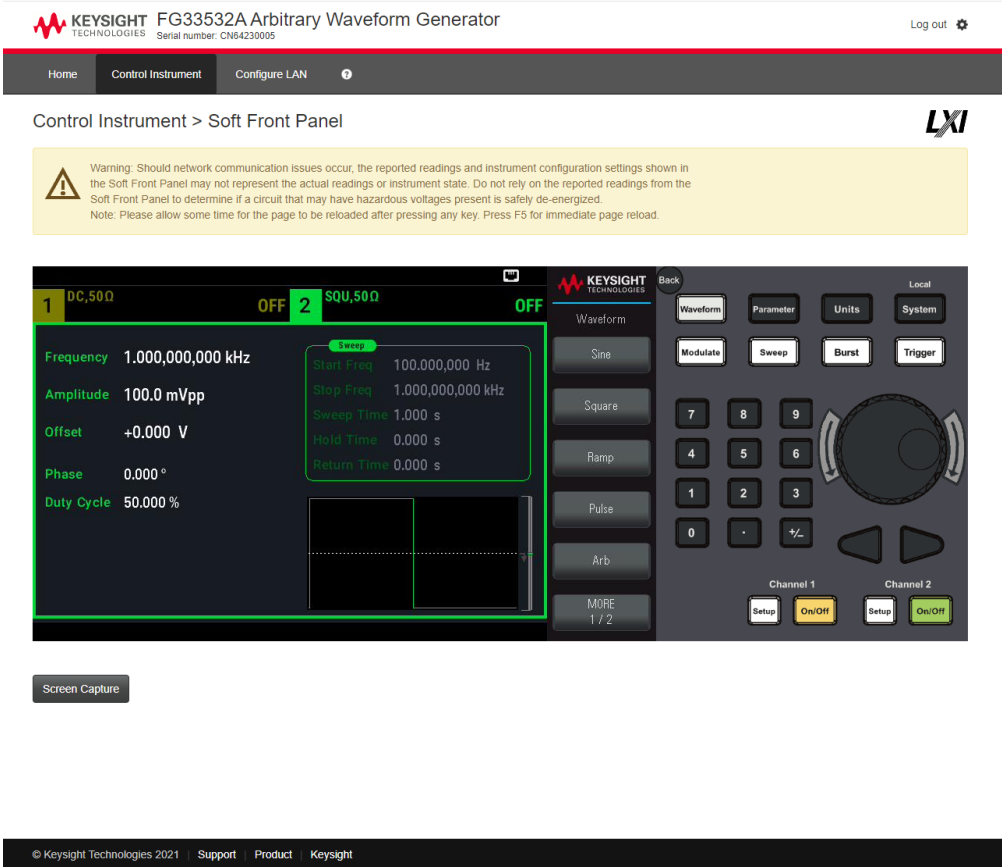 KEYSIGHT TECHNOLOGIES
FG33532A Arbitrary Waveform Generator
Serial number: CN64230005
Log out
Home Control Instrument Configure LAN ?
Control Instrument > Soft Front Panel
LXI
Warning: Should network communication issues occur, the reported readings and instrument configuration settings shown in
the Soft Front Panel may not represent the actual readings or instrument state. Do not rely on the reported readings from the
Soft Front Panel to determine if a circuit that may have hazardous voltages present is safely de-energized.
Note: Please allow some time for the page to be reloaded after pressing any key. Press F5 for immediate page reload.
1 DC,50Ω OFF 2 SQU,50Ω OFF
Frequency 1.000,000,000 kHz
Amplitude 100.0 mVpp
Offset +0.000 V
Phase 0.000 °
Duty Cycle 50.000 %
Sweep
Start Freq 100.000,000 Hz
Stop Freq 1.000,000,000 kHz
Sweep Time 1.000 s
Hold Time 0.000 s
Return Time 0.000 s
KEYSIGHT TECHNOLOGIES
Waveform
Sine
Square
Ramp
Pulse
Arb
MORE
1 / 2
Back
Local
Waveform Parameter Units System
Modulate Sweep Burst Trigger
7 8 9
4 5 6
1 2 3
0 . +/-
Channel 1 Channel 2
Setup On/Off Setup On/Off
Screen Capture
© Keysight Technologies 2021 | Support | Product | Keysight